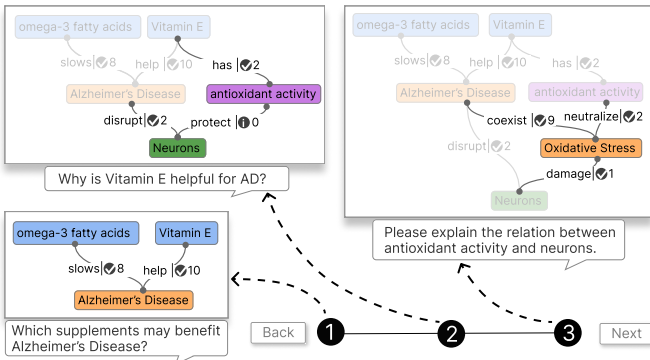 omega-3 fatty acids Vitamin E
slows 8 help 10 has 2
Alzheimer's Disease antioxidant activity
disrupt 2 protect i 0
Neurons
Why is Vitamin E helpful for AD?
omega-3 fatty acids Vitamin E
slows 8 help 10 has 2
Alzheimer's Disease antioxidant activity
coexist 9 neutralize 2
disrupt 2 Oxidative Stress
damage 1
Neurons
Please explain the relation between
antioxidant activity and neurons.
omega-3 fatty acids Vitamin E
slows 8 help 10
Alzheimer's Disease
Which supplements may benefit
Alzheimer's Disease?
Back 1 2 3 Next